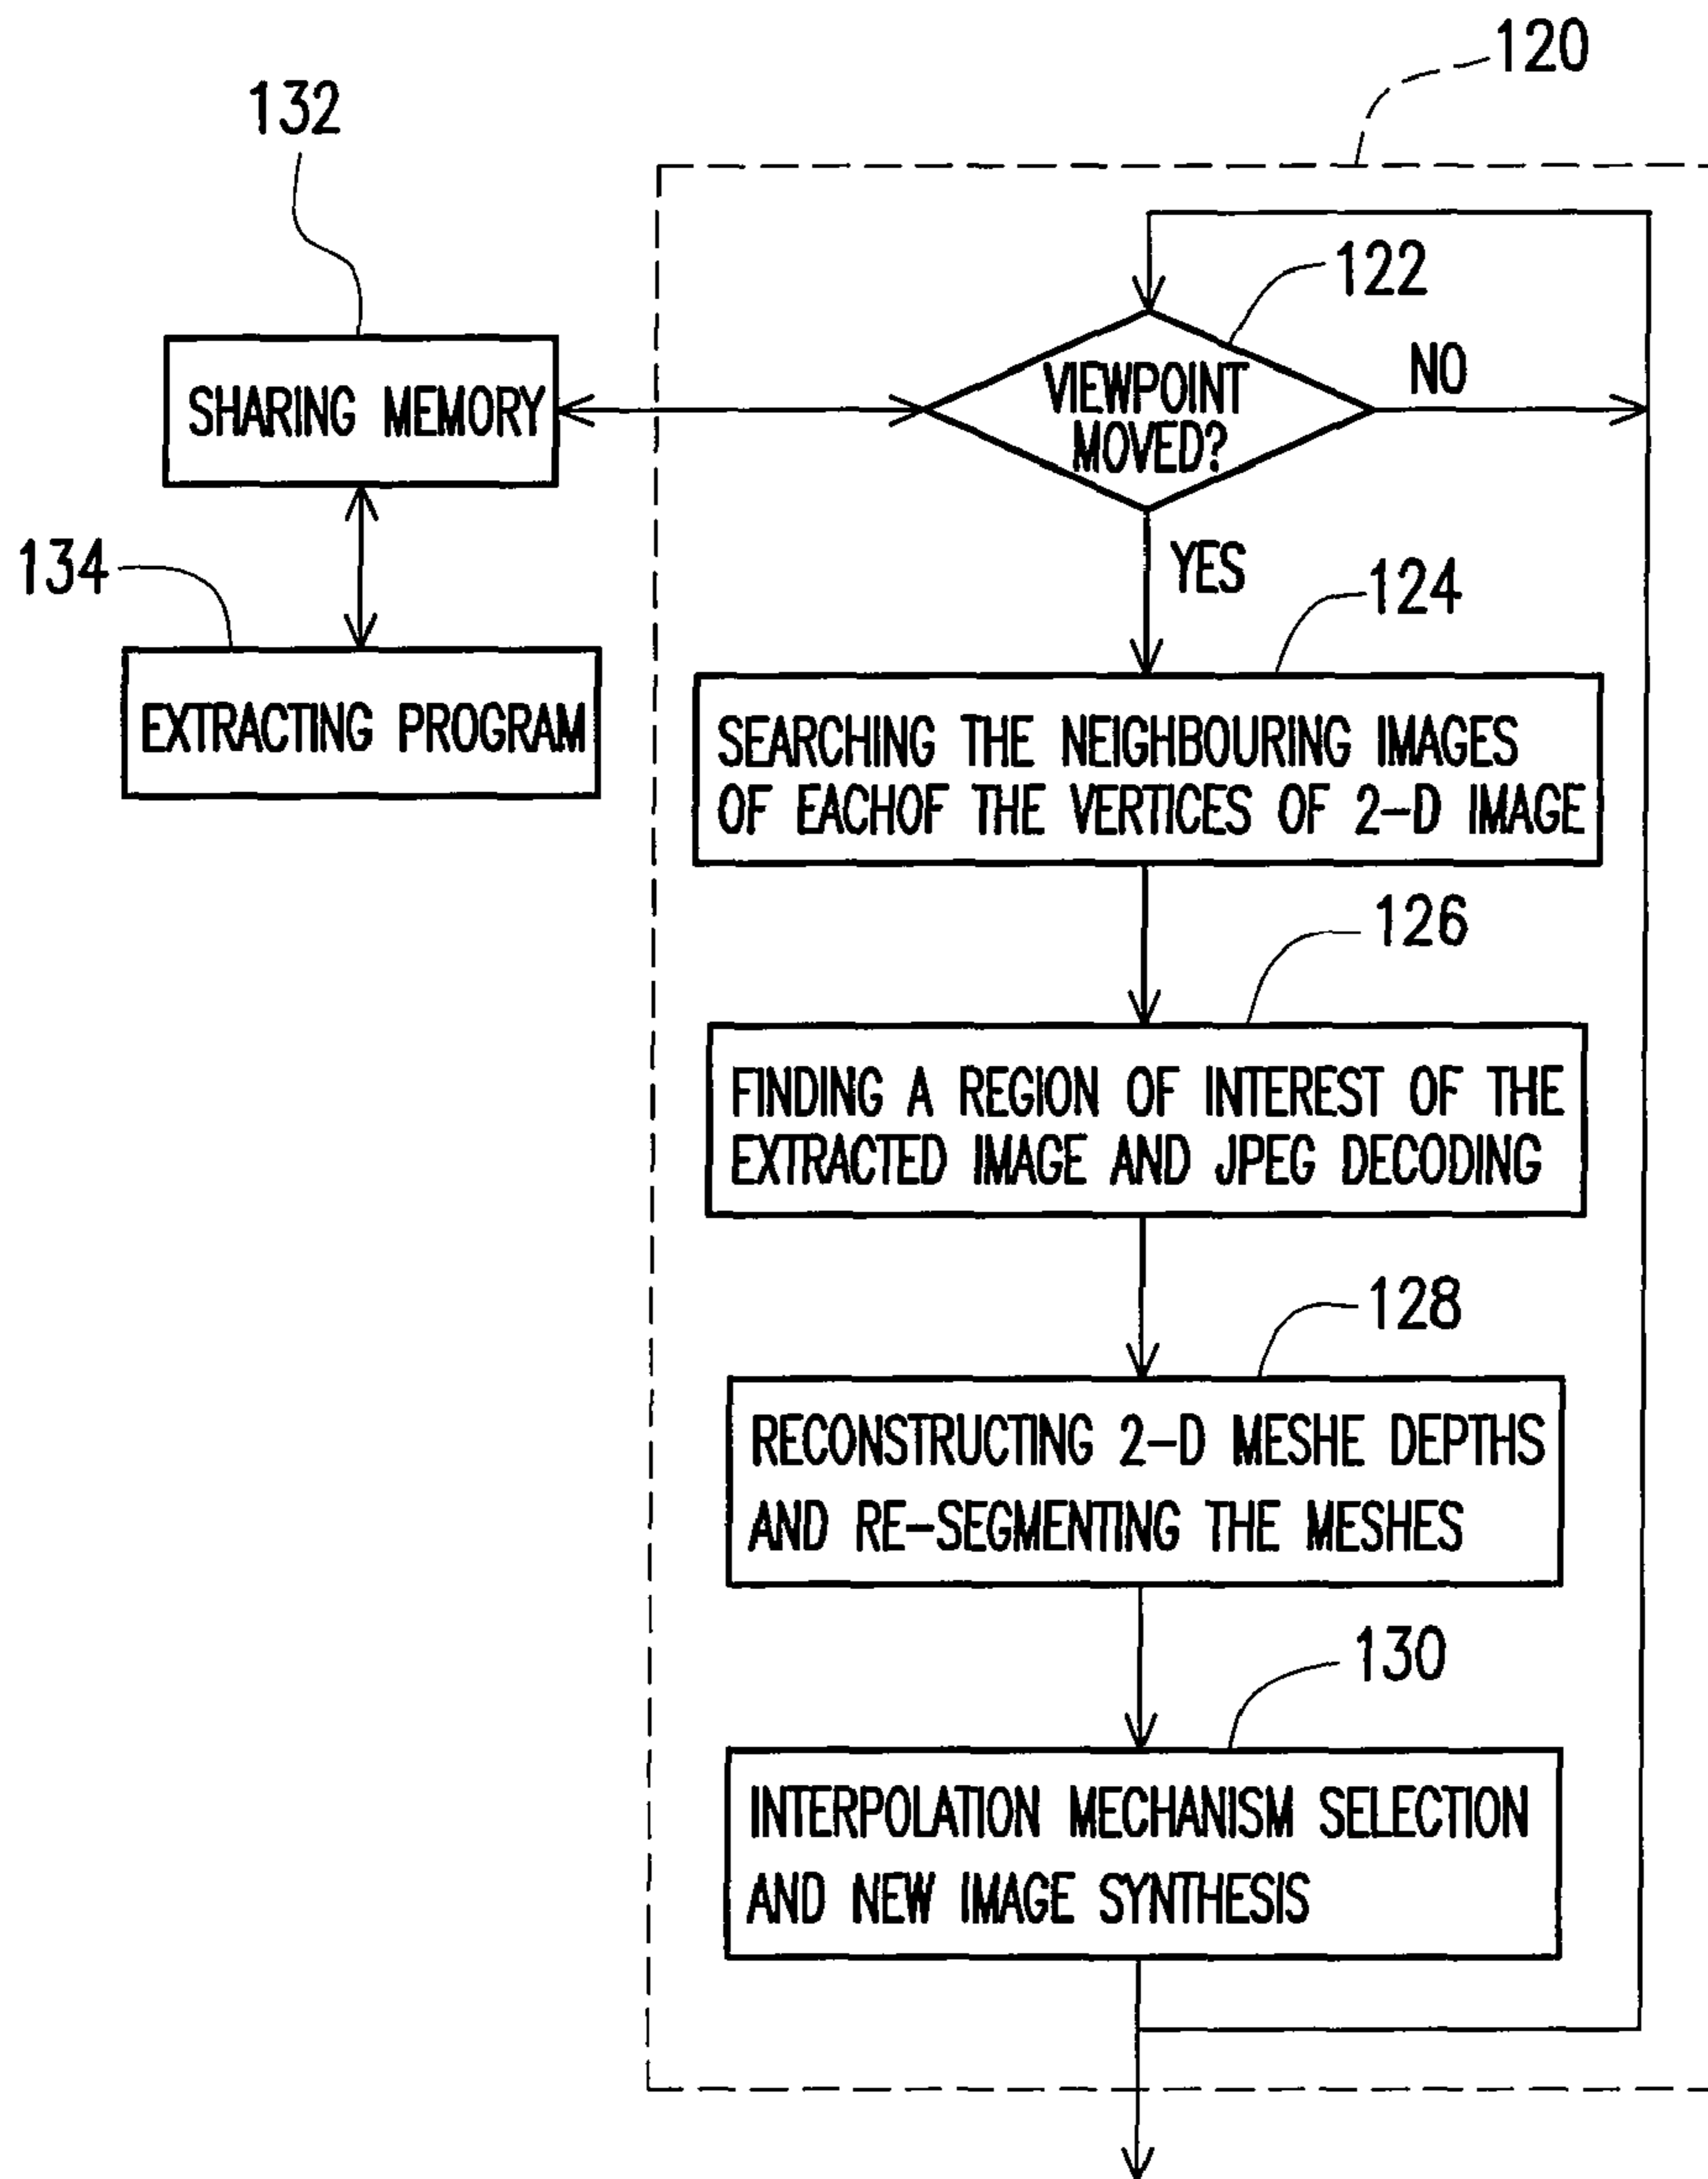 120
132
122
VIEWPOINT
MOVED?
NO
SHARING MEMORY
YES
134
EXTRACTING PROGRAM
124
SEARCHING THE NEIGHBOURING IMAGES
OF EACHOF THE VERTICES OF 2-D IMAGE
126
FINDING A REGION OF INTEREST OF THE
EXTRACTED IMAGE AND JPEG DECODING
128
RECONSTRUCTING 2-D MESHE DEPTHS
AND RE-SEGMENTING THE MESHES
130
INTERPOLATION MECHANISM SELECTION
AND NEW IMAGE SYNTHESIS